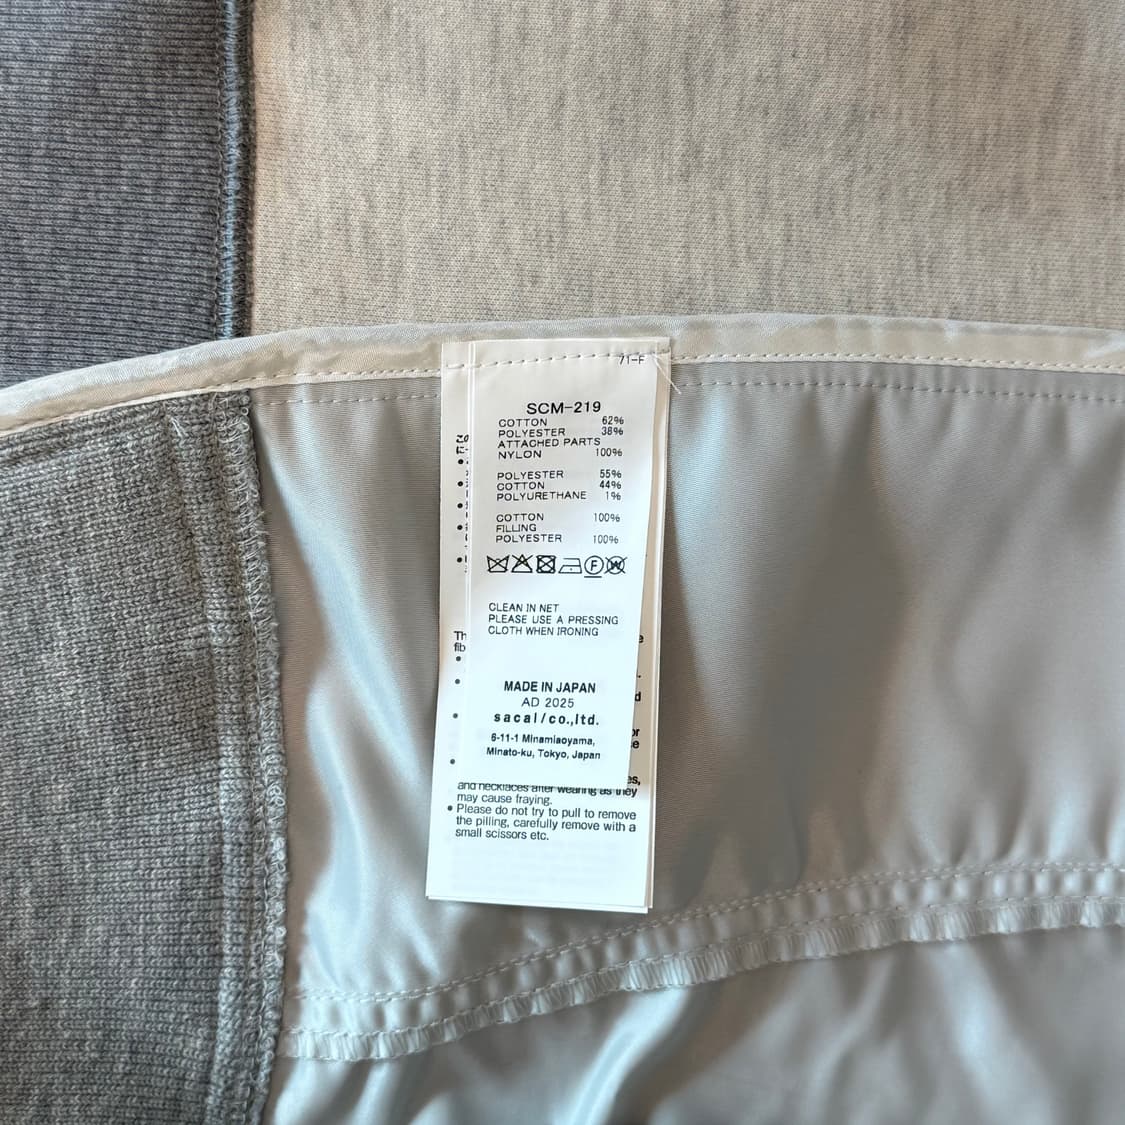 71-F
SCM-219
COTTON 62%
POLYESTER 38%
ATTACHED PARTS
NYLON 100%
POLYESTER 55%
COTTON 44%
POLYURETHANE 1%
COTTON 100%
FILLING
POLYESTER 100%
F W
CLEAN IN NET
PLEASE USE A PRESSING
CLOTH WHEN IRONING
MADE IN JAPAN
AD 2025
sacai/co.,ltd.
6-11-1 Minamiaoyama,
Minato-ku, Tokyo, Japan
and necklaces after wearing as they
may cause fraying.
• Please do not try to pull to remove
the pilling, carefully remove with a
small scissors etc.